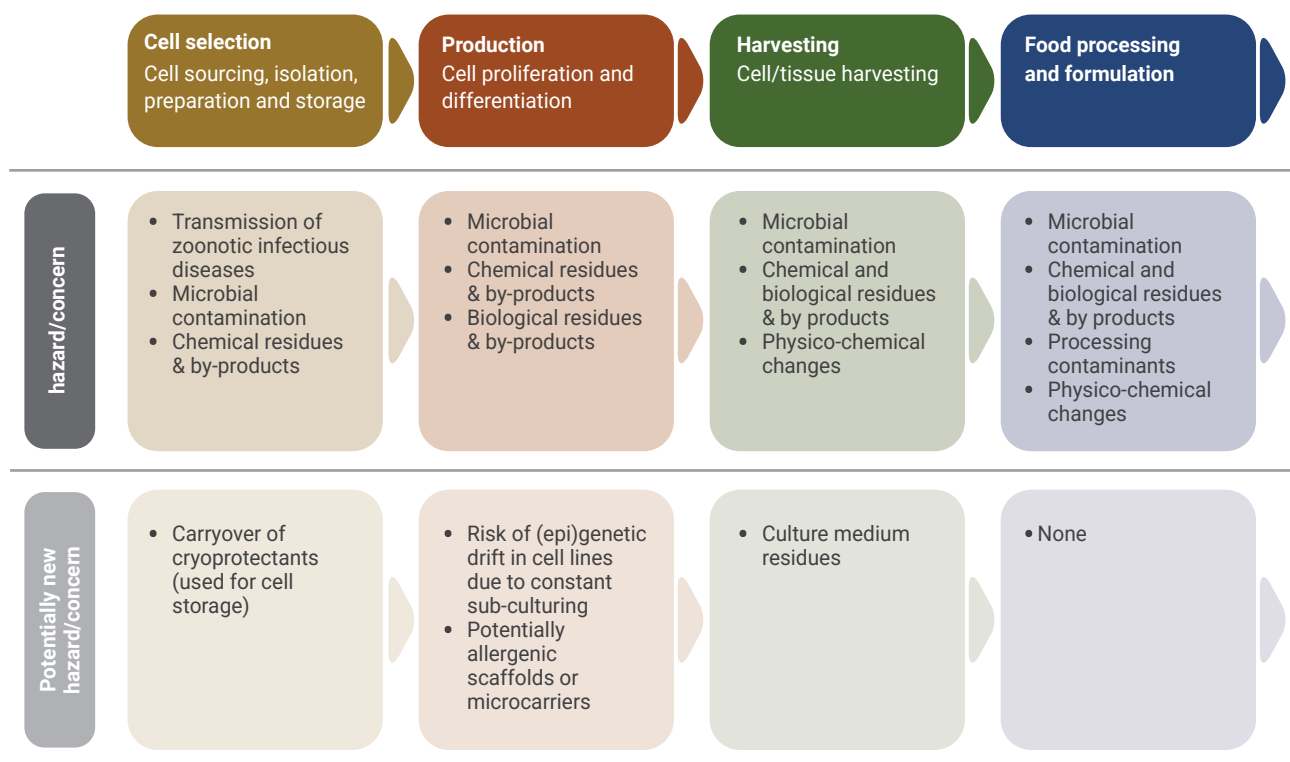 Cell selection
Cell sourcing, isolation,
preparation and storage
Production
Cell proliferation and
differentiation
Harvesting
Cell/tissue harvesting
Food processing
and formulation
hazard/concern
• Transmission of
zoonotic infectious
diseases
• Microbial
contamination
• Chemical residues
& by-products
• Microbial
contamination
• Chemical residues
& by-products
• Biological residues
& by-products
• Microbial
contamination
• Chemical and
biological residues
& by products
• Physico-chemical
changes
• Microbial
contamination
• Chemical and
biological residues
& by products
• Processing
contaminants
• Physico-chemical
changes
Potentially new
hazard/concern
• Carryover of
cryoprotectants
(used for cell
storage)
• Risk of (epi)genetic
drift in cell lines
due to constant
sub-culturing
• Potentially
allergenic
scaffolds or
microcarriers
• Culture medium
residues
• None